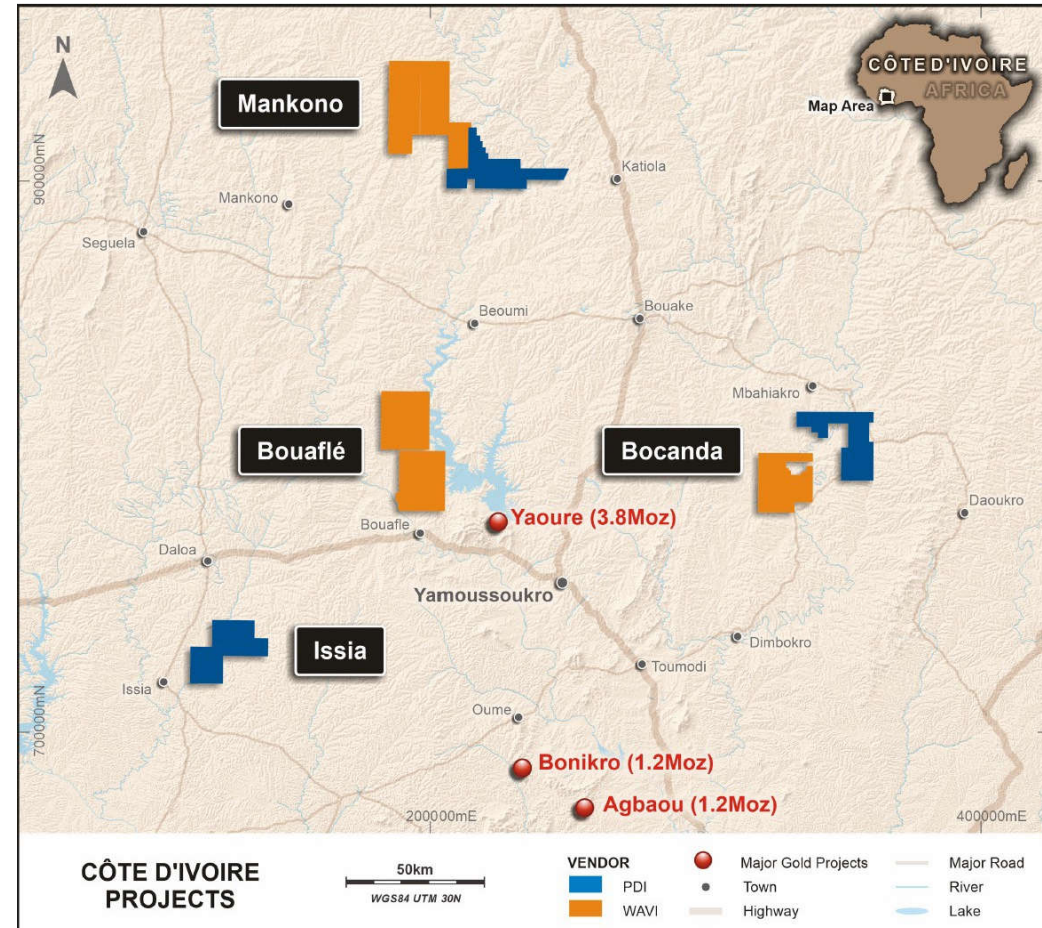 N
CÔTE D'IVOIRE
AFRICA
Map Area
Mankono
900000mN
Katiola
Mankono
Seguela
Beoumi
Bouake
Mbahiakro
Bouaflé
Bocanda
Daoukro
Yaoure (3.8Moz)
Bouafle
Daloa
Yamoussoukro
Issia
Dimbokro
Toumodi
Issia
Oume
700000mN
Bonikro (1.2Moz)
Agbaou (1.2Moz)
200000mE
400000mE
CÔTE D'IVOIRE
PROJECTS
50km
WGS84 UTM 30N
VENDOR
PDI
WAVI
Major Gold Projects
Town
Highway
Major Road
River
Lake